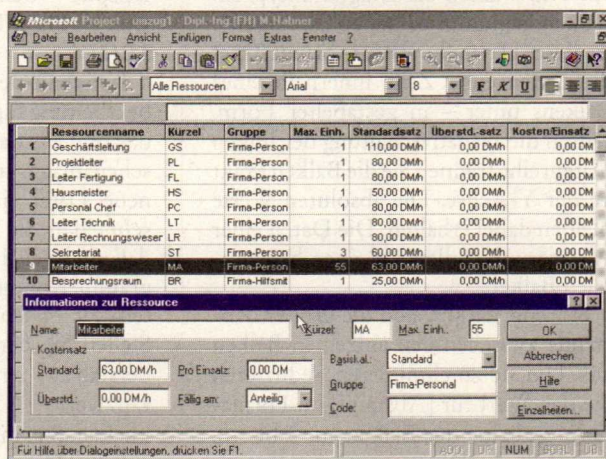 Microsoft Project - umzug1 - Dipl.-Ing.(FH) M.Habner
Datei Bearbeiten Ansicht Einfügen Format Extras Fenster ?
Alle Ressourcen Arial 8 F K U
Ressourcenname Kürzel Gruppe Max. Einh. Standardsatz Überstd.-satz Kosten/Einsatz
1 Geschäftsleitung GS Firma-Person 1 110,00 DM/h 0,00 DM/h 0,00 DM
2 Projektleiter PL Firma-Person 1 80,00 DM/h 0,00 DM/h 0,00 DM
3 Leiter Fertigung FL Firma-Person 1 80,00 DM/h 0,00 DM/h 0,00 DM
4 Hausmeister HS Firma-Person 1 50,00 DM/h 0,00 DM/h 0,00 DM
5 Personal Chef PC Firma-Person 1 80,00 DM/h 0,00 DM/h 0,00 DM
6 Leiter Technik LT Firma-Person 1 80,00 DM/h 0,00 DM/h 0,00 DM
7 Leiter Rechnungsweser LR Firma-Person 1 80,00 DM/h 0,00 DM/h 0,00 DM
8 Sekretariat ST Firma-Person 3 60,00 DM/h 0,00 DM/h 0,00 DM
9 Mitarbeiter MA Firma-Person 55 63,00 DM/h 0,00 DM/h 0,00 DM
10 Besprechungsraum BR Firma-Hilfsmit 1 25,00 DM/h 0,00 DM/h 0,00 DM
Informationen zur Ressource
Name: Mitarbeiter Kürzel: MA Max. Einh.: 55 OK
Kostensatz
Standard: 63,00 DM/h Pro Einsatz: 0,00 DM Basiskal.: Standard Abbrechen
Gruppe: Firma-Personal Hilfe
Überstd.: 0,00 DM/h Fällig am: Anteilig Code: Einzelheiten...
Für Hilfe über Dialogeinstellungen, drücken Sie F1. NUM